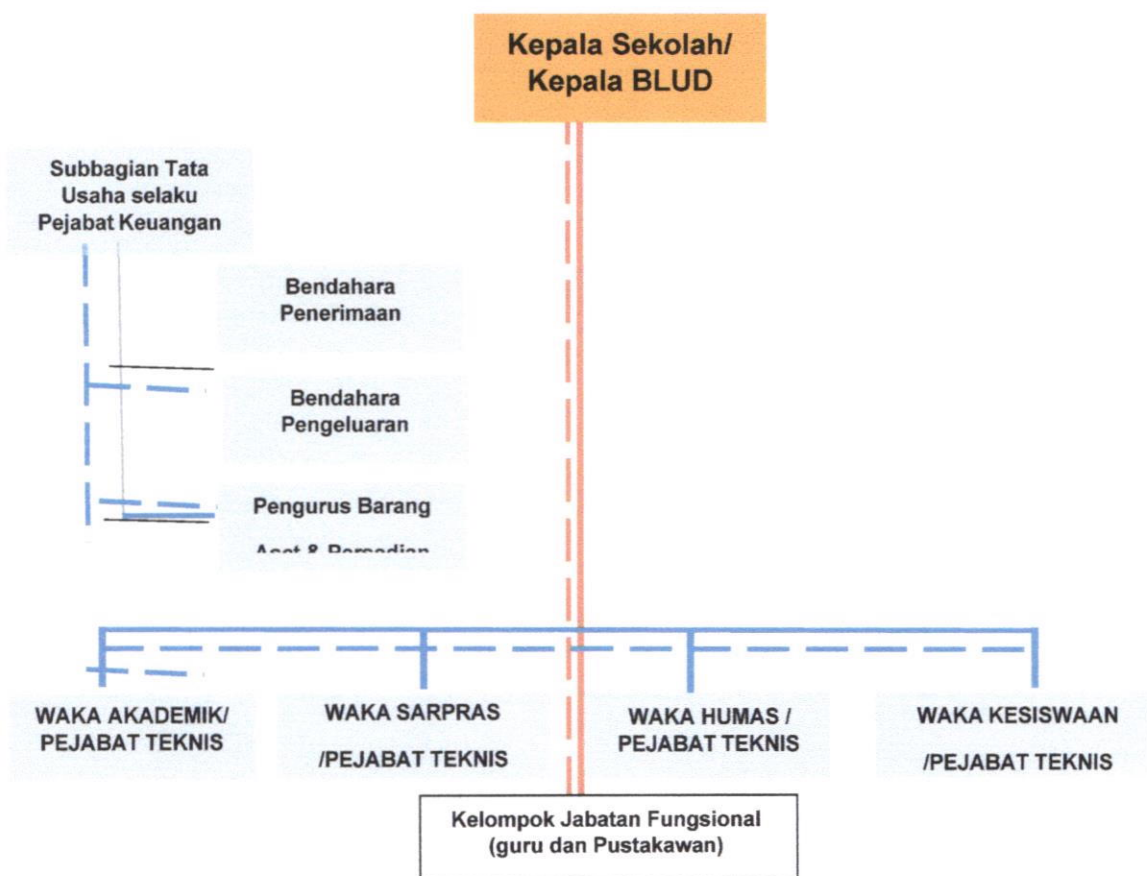 Kepala Sekolah/
Kepala BLUD
Subbagian Tata
Usaha selaku
Pejabat Keuangan
Bendahara
Penerimaan
Bendahara
Pengeluaran
Pengurus Barang
Aset & Persedian
WAKA AKADEMIK/
PEJABAT TEKNIS
WAKA SARPRAS
/PEJABAT TEKNIS
WAKA HUMAS /
PEJABAT TEKNIS
WAKA KESISWAAN
/PEJABAT TEKNIS
Kelompok Jabatan Fungsional
(guru dan Pustakawan)